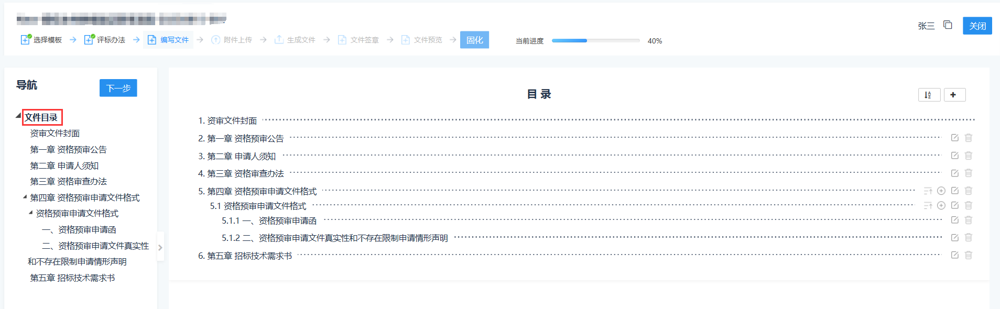 张三 关闭
选择模板 评标办法 编写文件 附件上传 生成文件 文件签章 文件预览 固化 当前进度 40%
导航 下一步
文件目录
资审文件封面
第一章 资格预审公告
第二章 申请人须知
第三章 资格审查办法
第四章 资格预审申请文件格式
资格预审申请文件格式
一、资格预审申请函
二、资格预审申请文件真实性
和不存在限制申请情形声明
第五章 招标技术需求书
目 录
1. 资审文件封面
2. 第一章 资格预审公告
3. 第二章 申请人须知
4. 第三章 资格审查办法
5. 第四章 资格预审申请文件格式
5.1 资格预审申请文件格式
5.1.1 一、资格预审申请函
5.1.2 二、资格预审申请文件真实性和不存在限制申请情形声明
6. 第五章 招标技术需求书